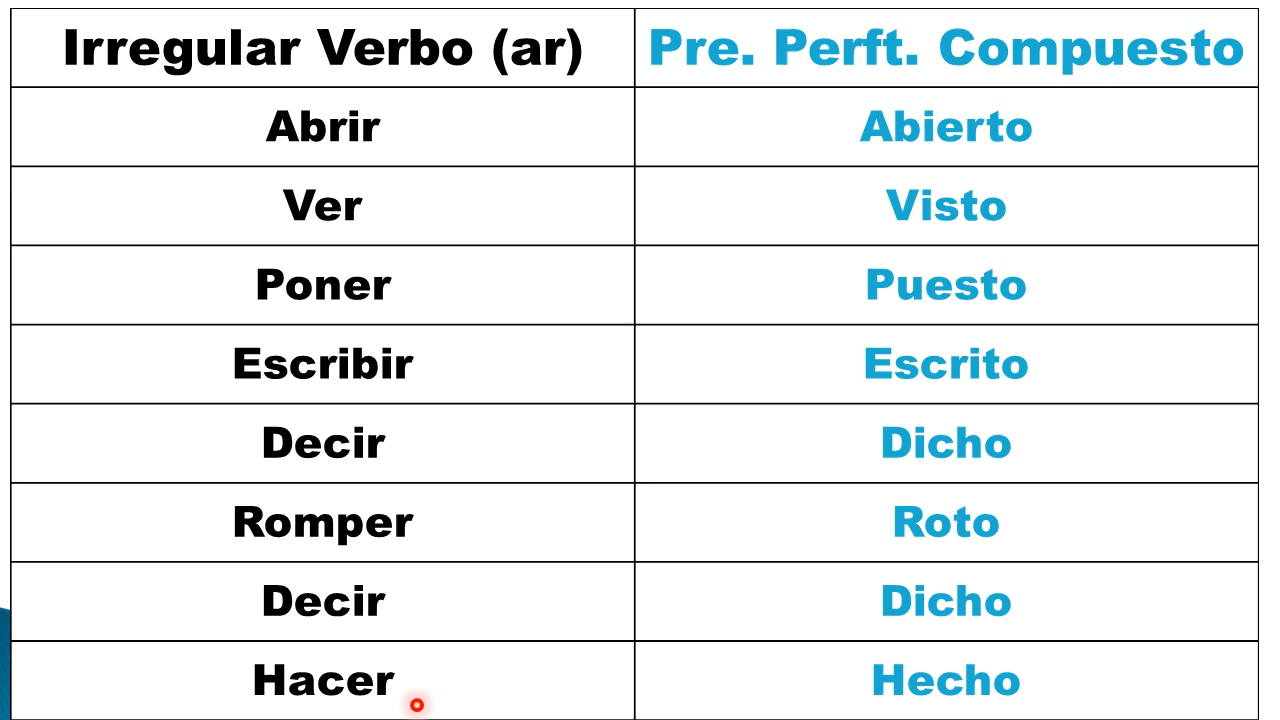 Irregular Verbo (ar) Pre. Perft. Compuesto
Abrir Abierto
Ver Visto
Poner Puesto
Escribir Escrito
Decir Dicho
Romper Roto
Decir Dicho
Hacer Hecho